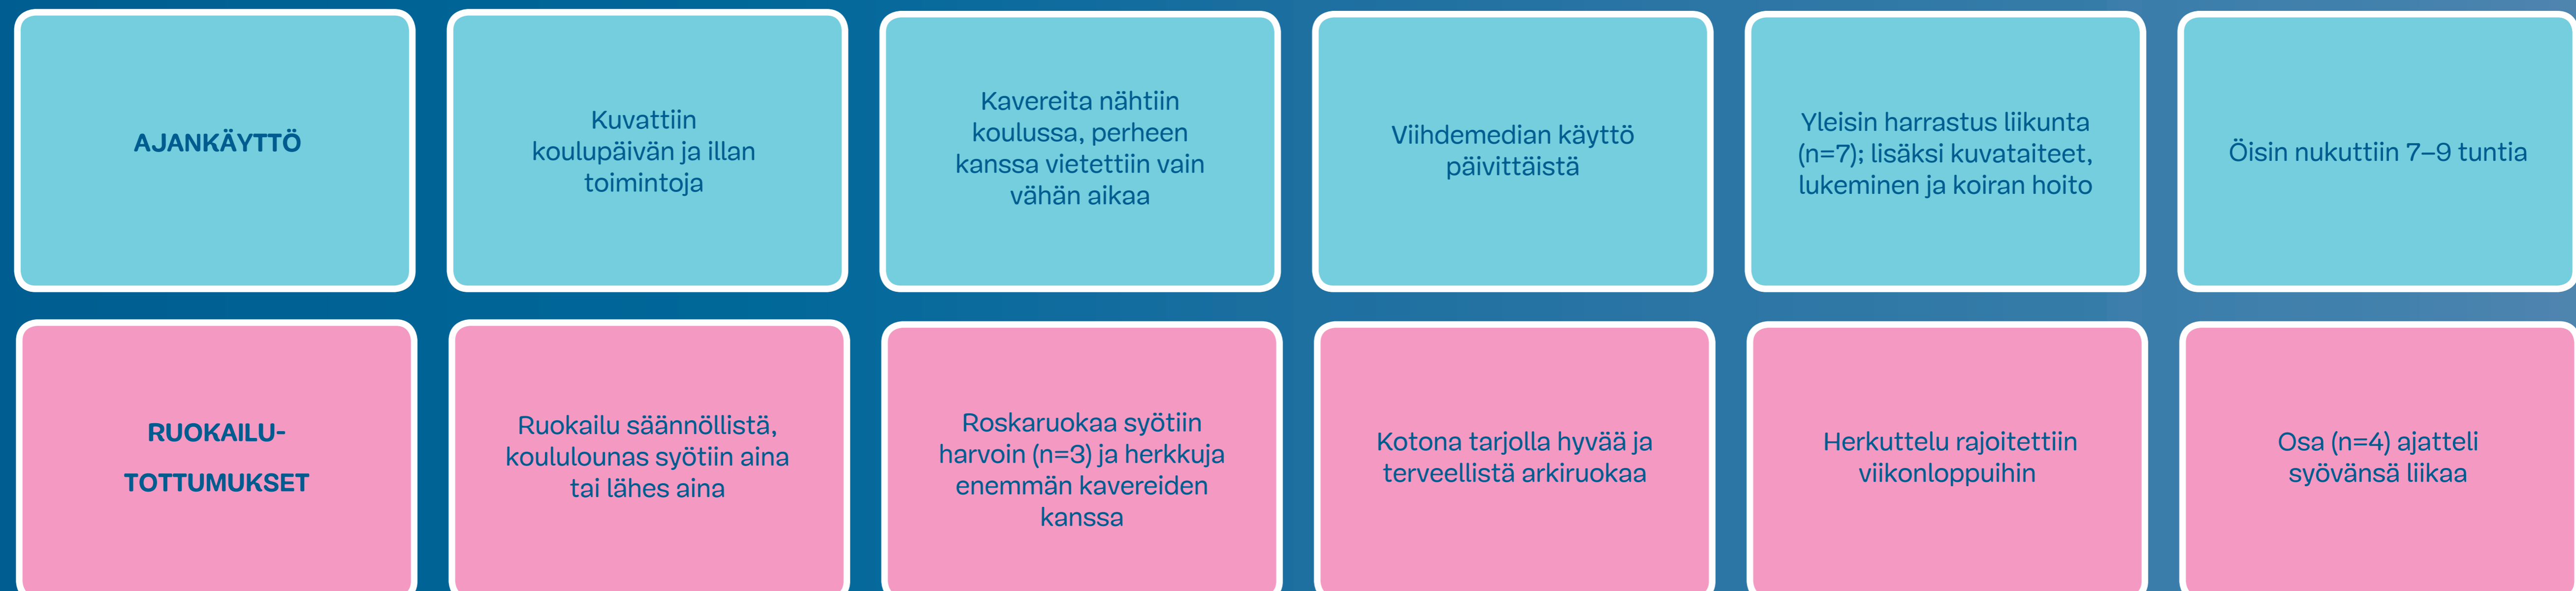 AJANKÄYTTÖ
Kuvattiin
koulupäivän ja illan
toimintoja
Kavereita nähtiin
koulussa, perheen
kanssa vietettiin vain
vähän aikaa
Viihdemedian käyttö
päivittäistä
Yleisin harrastus liikunta
(n=7); lisäksi kuvataiteet,
lukeminen ja koiran hoito
Öisin nukuttiin 7–9 tuntia
RUOKAILU-
TOTTUMUKSET
Ruokailu säännöllistä,
koululounas syötiin aina
tai lähes aina
Roskaruokaa syötiin
harvoin (n=3) ja herkkuja
enemmän kavereiden
kanssa
Kotona tarjolla hyvää ja
terveellistä arkiruokaa
Herkuttelu rajoitettiin
viikonloppuihin
Osa (n=4) ajatteli
syövänsä liikaa